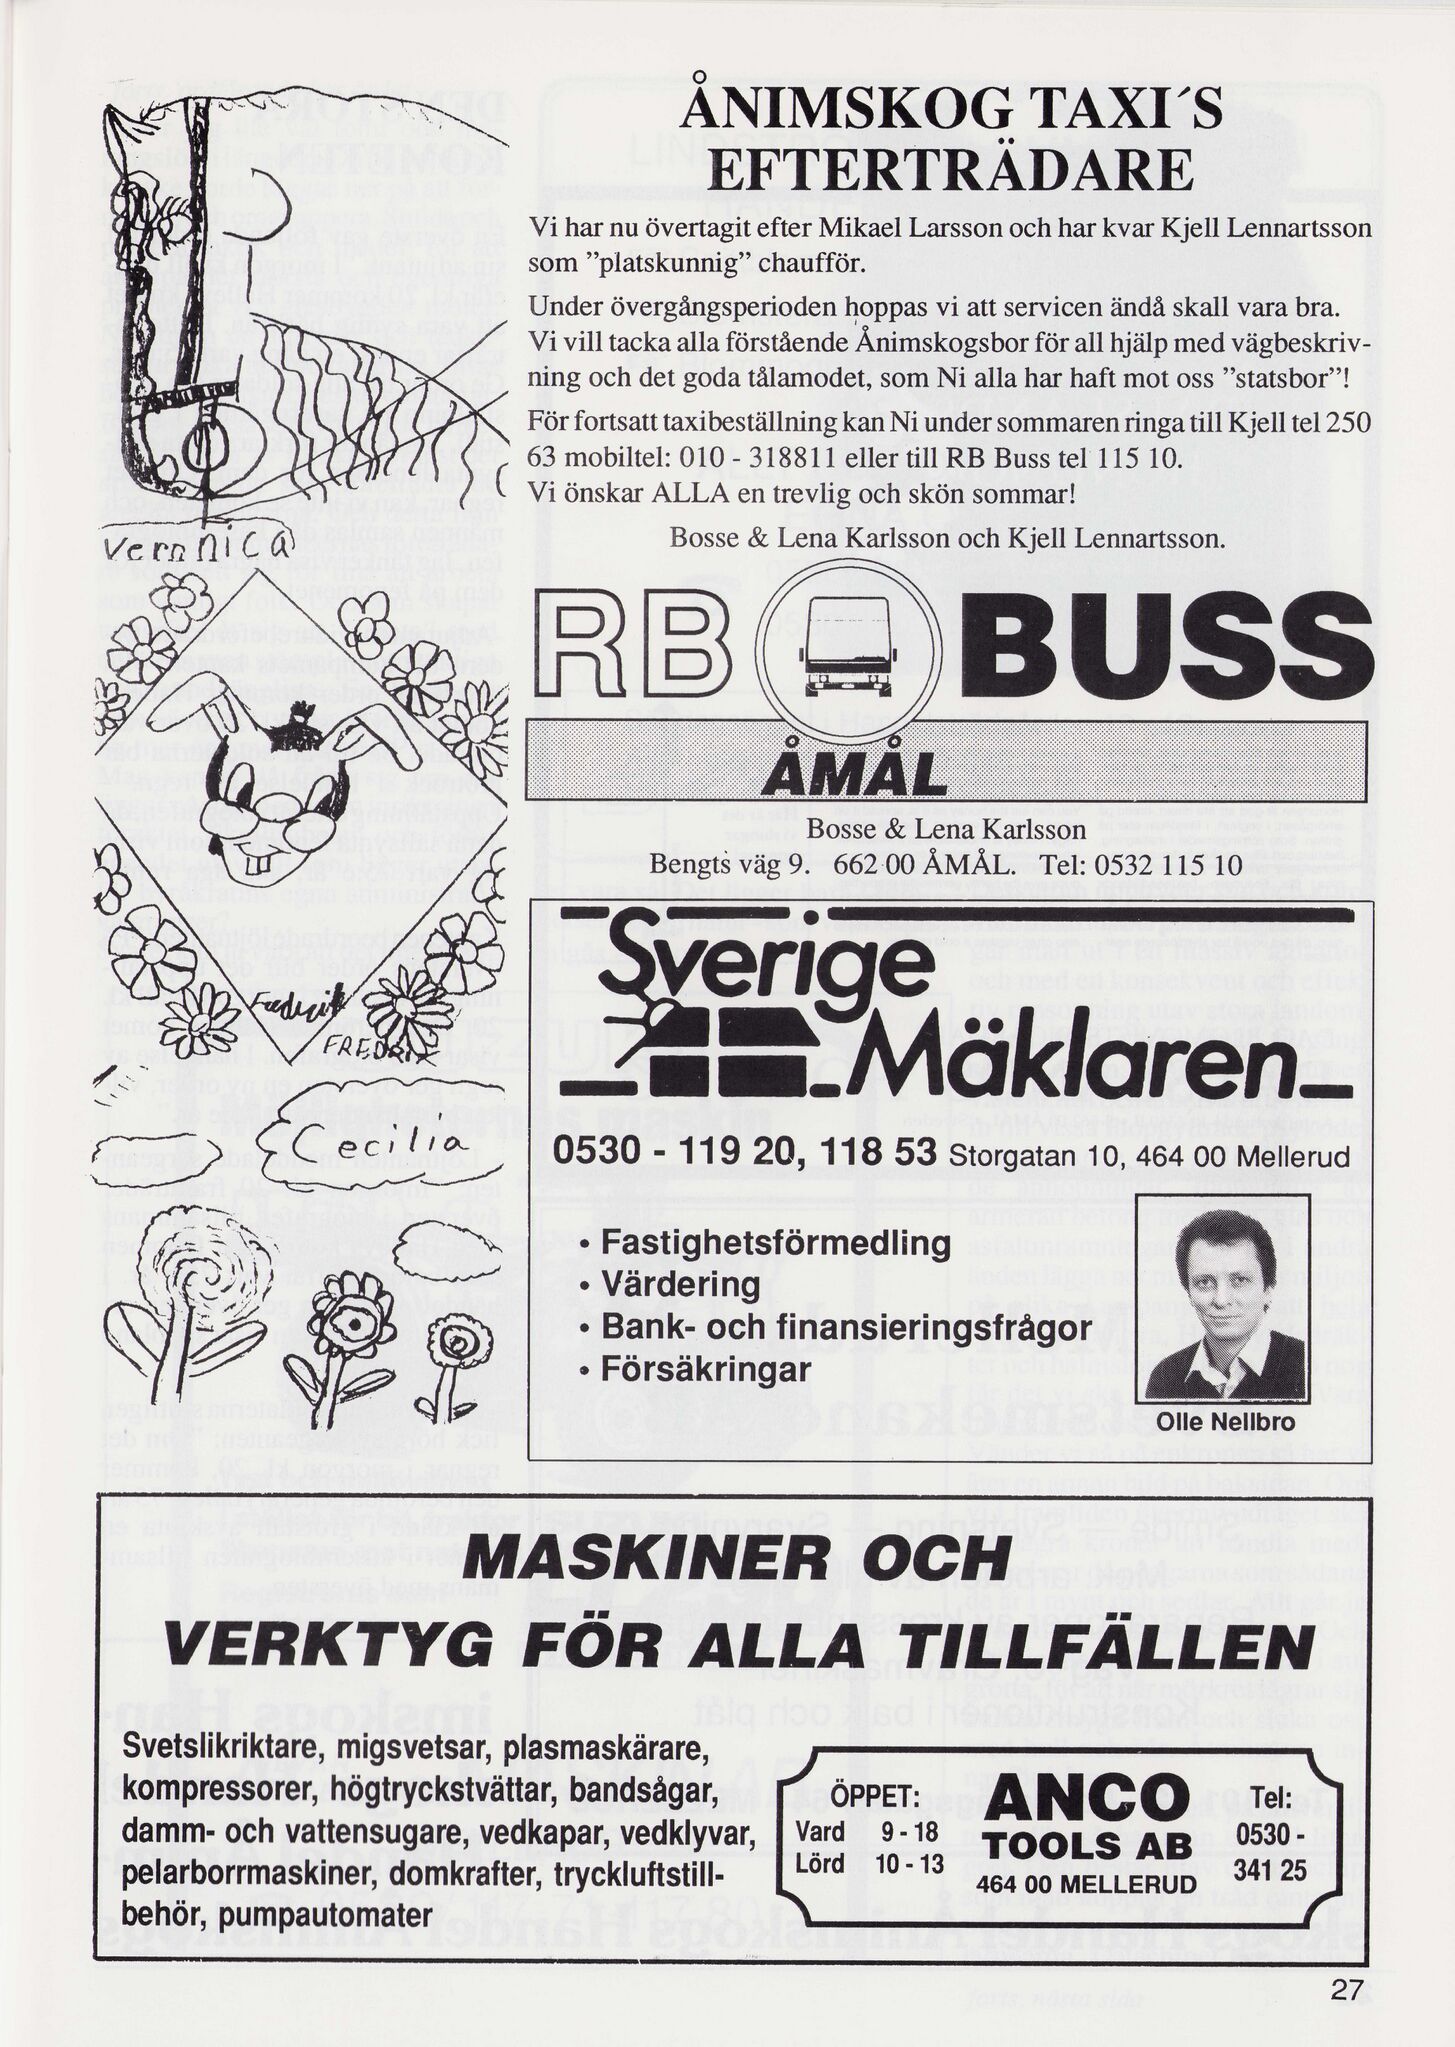 ÅNIMSKOG TAXI´S
EFTERTRÄDARE
Vi har nu övertagit efter Mikael Larsson och har kvar Kjell Lennartsson
som ”platskunnig” chaufför.
Under övergångsperioden hoppas vi att servicen ändå skall vara bra.
Vi vill tacka alla förstående Ånimskogsbor för all hjälp med vägbeskriv-
ning och det goda tålamodet, som Ni alla har haft mot oss ”statsbor”!
För fortsatt taxibeställning kan Ni under sommaren ringa till Kjell tel 250
63 mobiltel: 010 - 318811 eller till RB Buss tel 115 10.
Vi önskar ALLA en trevlig och skön sommar!
Bosse & Lena Karlsson och Kjell Lennartsson.
RB BUSS
ÅMÅL
Bosse & Lena Karlsson
Bengts väg 9. 662 00 ÅMÅL. Tel: 0532 115 10
Veronica
Fredrik
FREDRIK
Cecilia
Sverige
Mäklaren
0530 - 119 20, 118 53 Storgatan 10, 464 00 Mellerud
• Fastighetsförmedling
• Värdering
• Bank- och finansieringsfrågor
• Försäkringar
Olle Nellbro
MASKINER OCH
VERKTYG FÖR ALLA TILLFÄLLEN
Svetslikriktare, migsvetsar, plasmaskärare,
kompressorer, högtryckstvättar, bandsågar,
damm- och vattensugare, vedkapar, vedklyvar,
pelarborrmaskiner, domkrafter, tryckluftstill-
behör, pumpautomater
ÖPPET:
Vard 9 - 18
Lörd 10 - 13
ANCO
TOOLS AB
464 00 MELLERUD
Tel:
0530 -
341 25
27